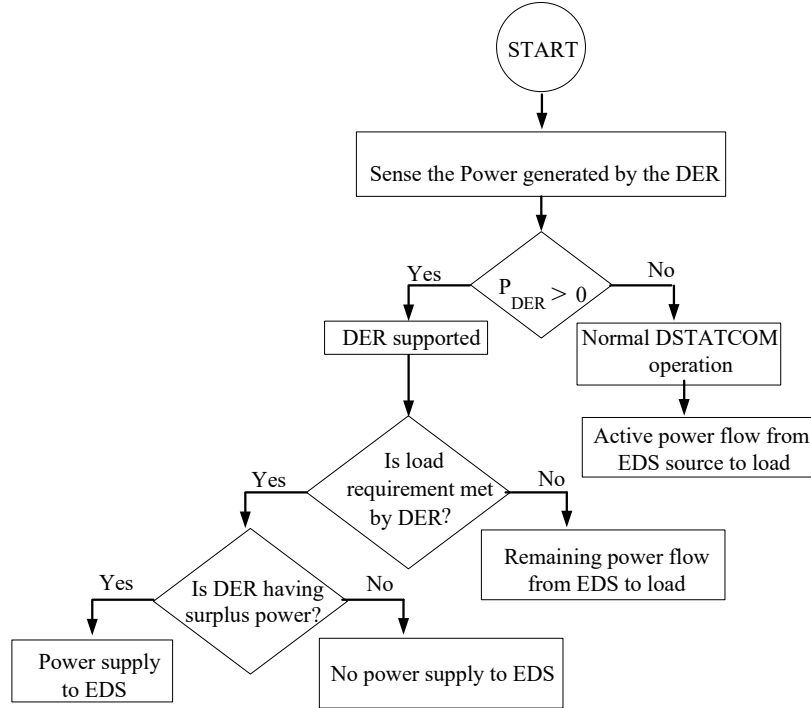 START
Sense the Power generated by the DER
Yes
No
P_DER > 0
DER supported
Normal DSTATCOM
operation
Active power flow from
EDS source to load
Is load
requirement met
by DER?
Yes
No
Remaining power flow
from EDS to load
Yes
Is DER having
surplus power?
No
Power supply
to EDS
No power supply to EDS